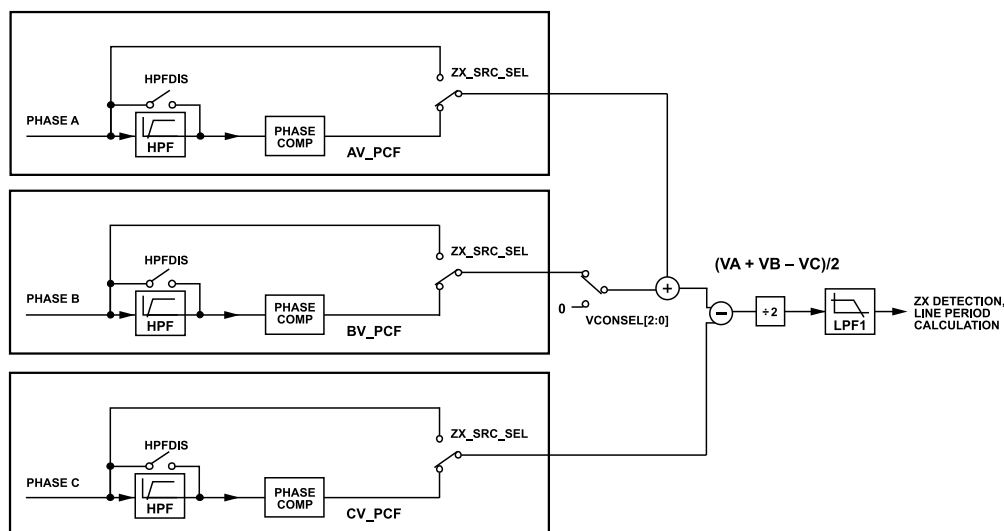 HPFDIS
ZX_SRC_SEL
PHASE A
HPF
PHASE
COMP
AV_PCF
HPFDIS
ZX_SRC_SEL
PHASE B
HPF
PHASE
COMP
BV_PCF
0
VCONSEL[2:0]
+
(VA + VB – VC)/2
–
÷2
LPF1
ZX DETECTION,
LINE PERIOD
CALCULATION
HPFDIS
ZX_SRC_SEL
PHASE C
HPF
PHASE
COMP
CV_PCF